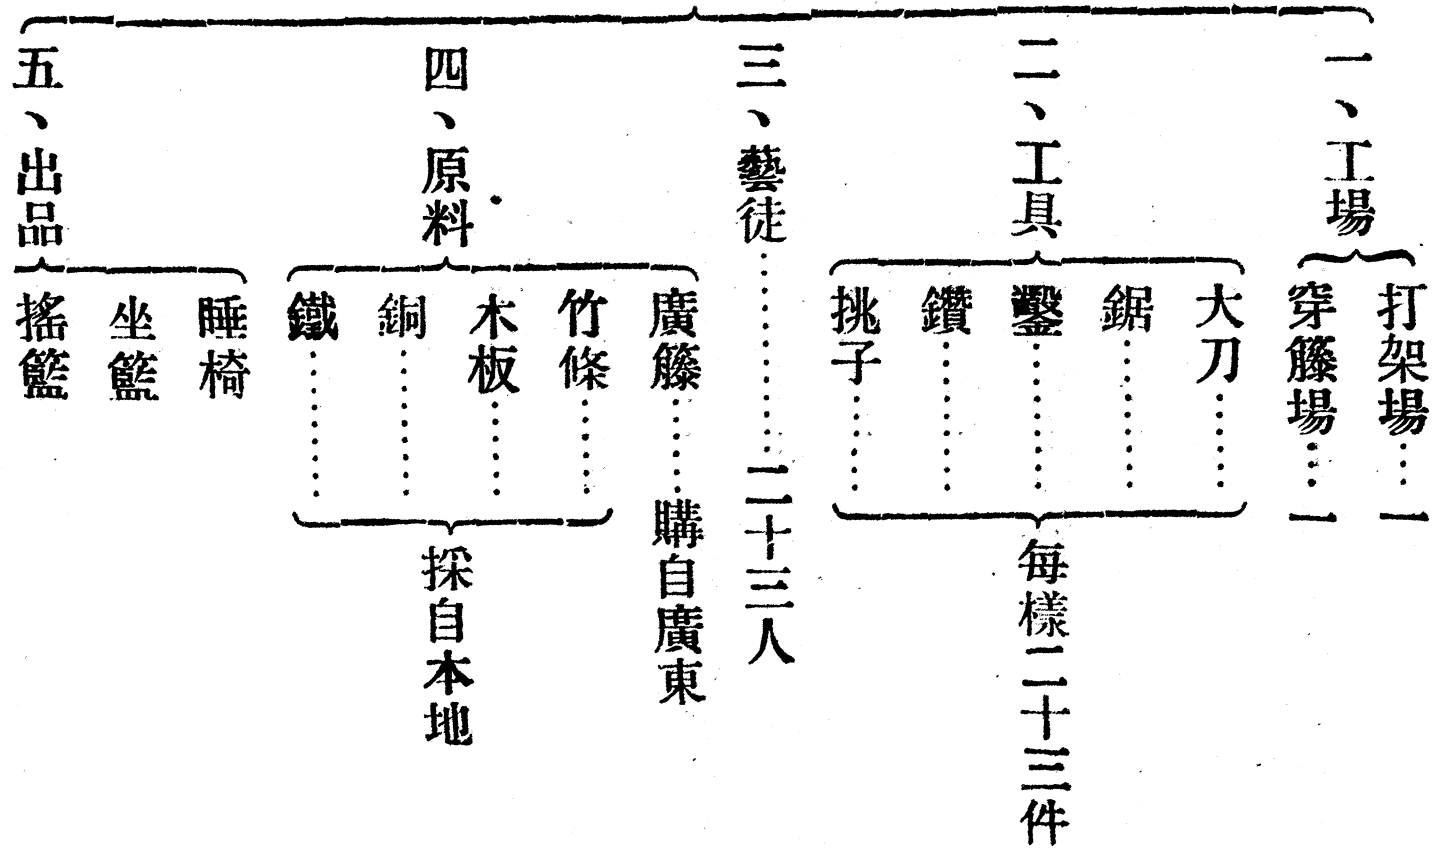 一、工場
打架場……一
穿籐場……一
二、工具
大刀……
鋸……
鑿……
鑽……
挑子……
每樣二十三件
三、藝徒……二十三人
四、原料
廣籐……購自廣東
竹條……
木板……
銅……
鐵……
採自本地
五、出品
睡椅
坐籃
搖籃